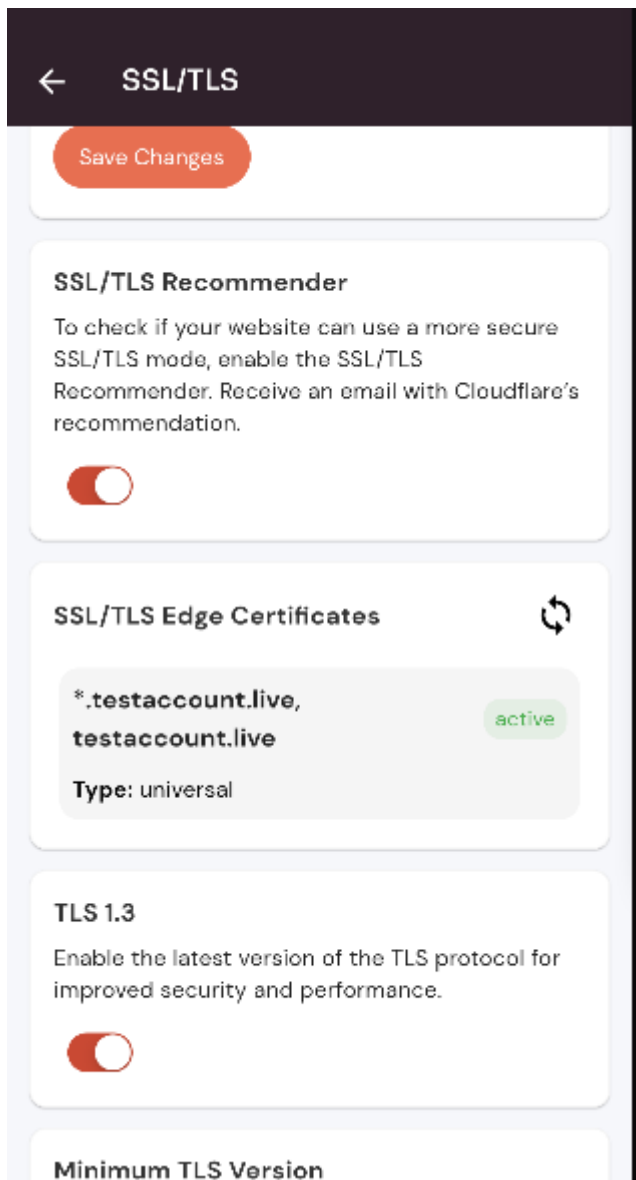 SSL/TLS
Save Changes
SSL/TLS Recommender
To check if your website can use a more secure
SSL/TLS mode, enable the SSL/TLS
Recommender. Receive an email with Cloudflare's
recommendation.
SSL/TLS Edge Certificates
*.testaccount.live,
testaccount.live
active
Type: universal
TLS 1.3
Enable the latest version of the TLS protocol for
improved security and performance.
Minimum TLS Version